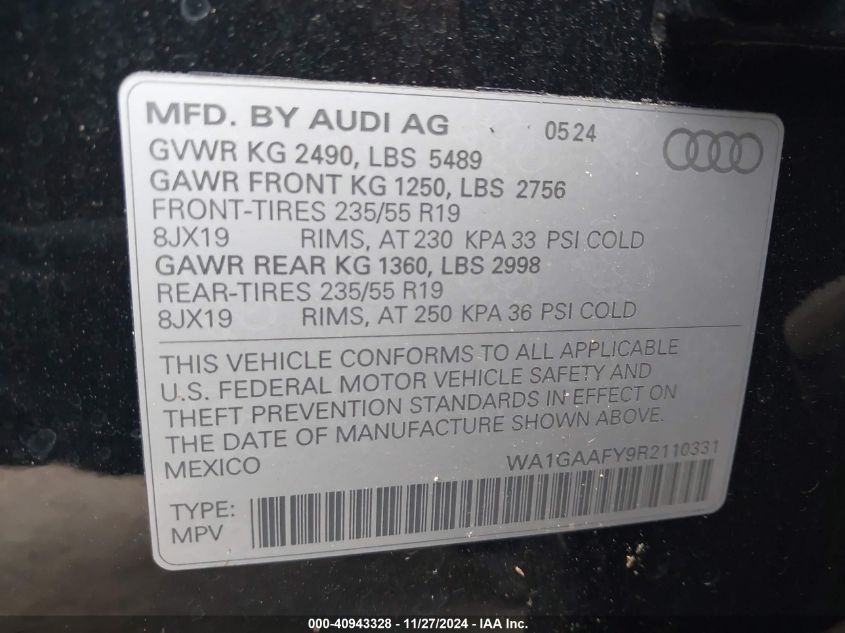 MFD. BY AUDI AG 0524
GVWR KG 2490, LBS 5489
GAWR FRONT KG 1250, LBS 2756
FRONT-TIRES 235/55 R19
8JX19 RIMS, AT 230 KPA 33 PSI COLD
GAWR REAR KG 1360, LBS 2998
REAR-TIRES 235/55 R19
8JX19 RIMS, AT 250 KPA 36 PSI COLD
THIS VEHICLE CONFORMS TO ALL APPLICABLE
U.S. FEDERAL MOTOR VEHICLE SAFETY AND
THEFT PREVENTION STANDARDS IN EFFECT ON
THE DATE OF MANUFACTURE SHOWN ABOVE.
MEXICO WA1GAAFY9R2110331
TYPE:
MPV
000-40943328 - 11/27/2024 - IAA Inc.